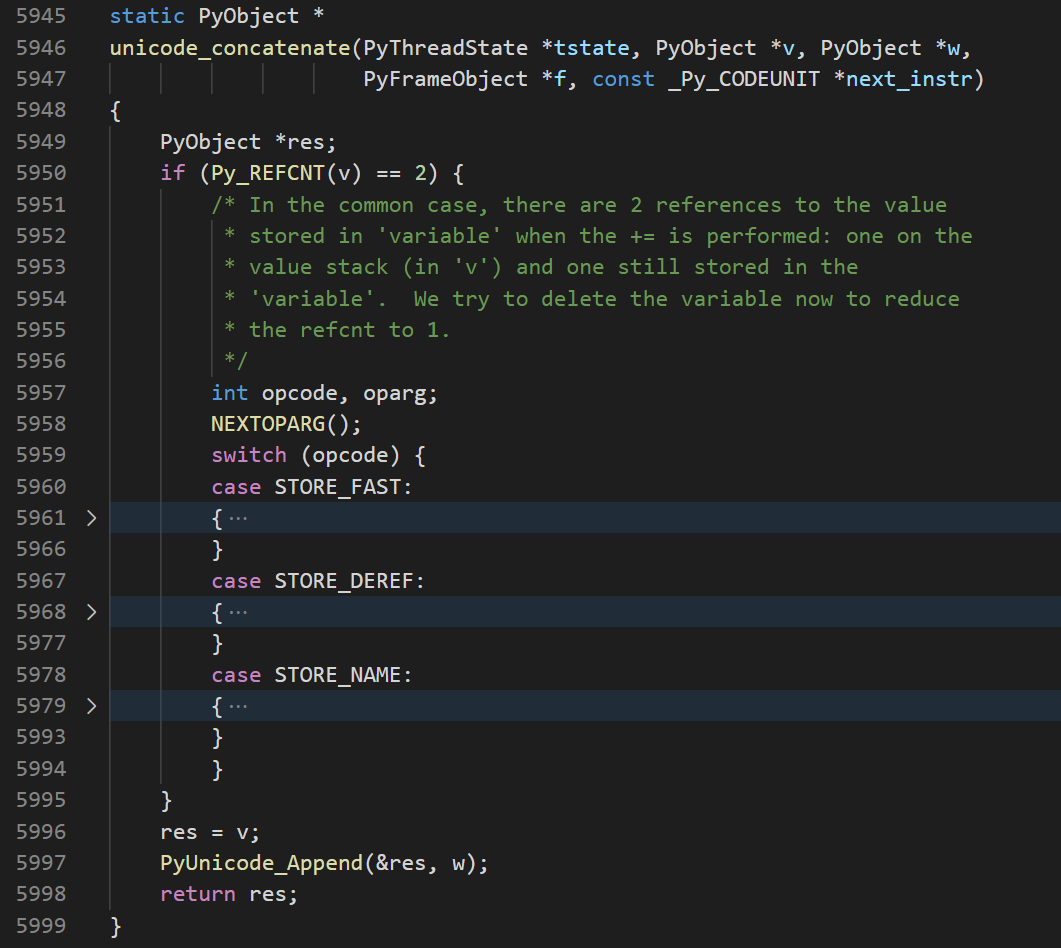 5945 static PyObject *
5946 unicode_concatenate(PyThreadState *tstate, PyObject *v, PyObject *w,
5947                     PyFrameObject *f, const _Py_CODEUNIT *next_instr)
5948 {
5949     PyObject *res;
5950     if (Py_REFCNT(v) == 2) {
5951         /* In the common case, there are 2 references to the value
5952          * stored in 'variable' when the += is performed: one on the
5953          * value stack (in 'v') and one still stored in the
5954          * 'variable'.  We try to delete the variable now to reduce
5955          * the refcnt to 1.
5956          */
5957         int opcode, oparg;
5958         NEXTOPARG();
5959         switch (opcode) {
5960         case STORE_FAST:
5961 >       { ···
5966         }
5967         case STORE_DEREF:
5968 >       { ···
5977         }
5978         case STORE_NAME:
5979 >       { ···
5993         }
5994         }
5995     }
5996     res = v;
5997     PyUnicode_Append(&res, w);
5998     return res;
5999 }